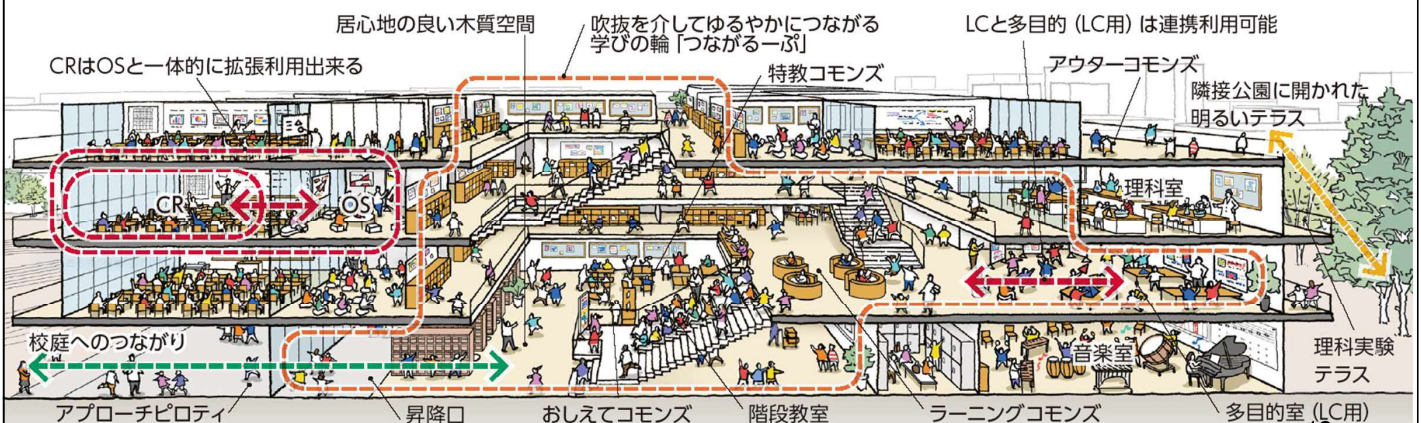 居心地の良い木質空間
吹抜を介してゆるやかにつながる
学びの輪「つながるーぷ」
LCと多目的（LC用）は連携利用可能
CRはOSと一体的に拡張利用出来る
特教コモンズ
アウターコモンズ
隣接公園に開かれた
明るいテラス
CR
OS
理科室
校庭へのつながり
音楽室
理科実験
テラス
アプローチピロティ
昇降口
おしえてコモンズ
階段教室
ラーニングコモンズ
多目的室（LC用）